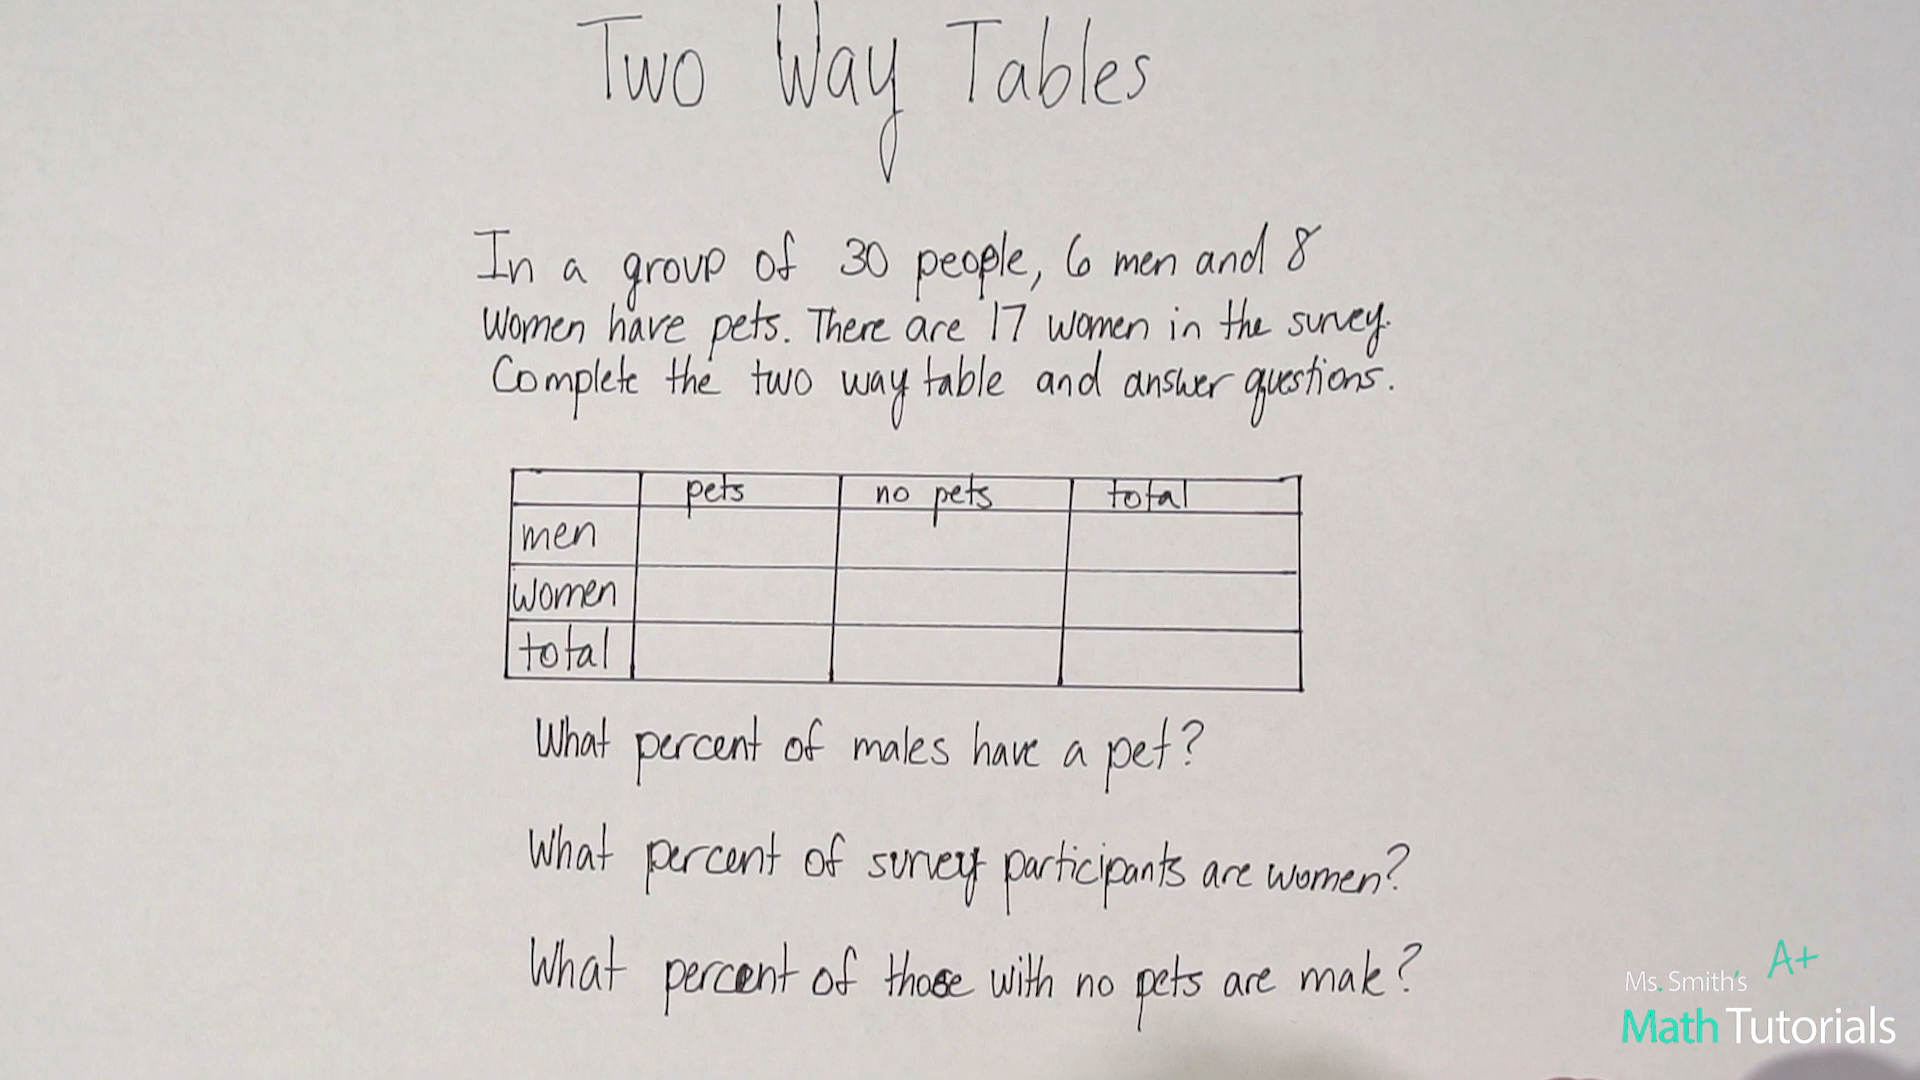 Two Way Tables
In a group of 30 people, 6 men and 8
women have pets. There are 17 women in the survey.
Complete the two way table and answer questions.
pets no pets total
men
women
total
What percent of males have a pet?
What percent of survey participants are women?
What percent of those with no pets are male?
A+
Ms. Smith's
Math Tutorials